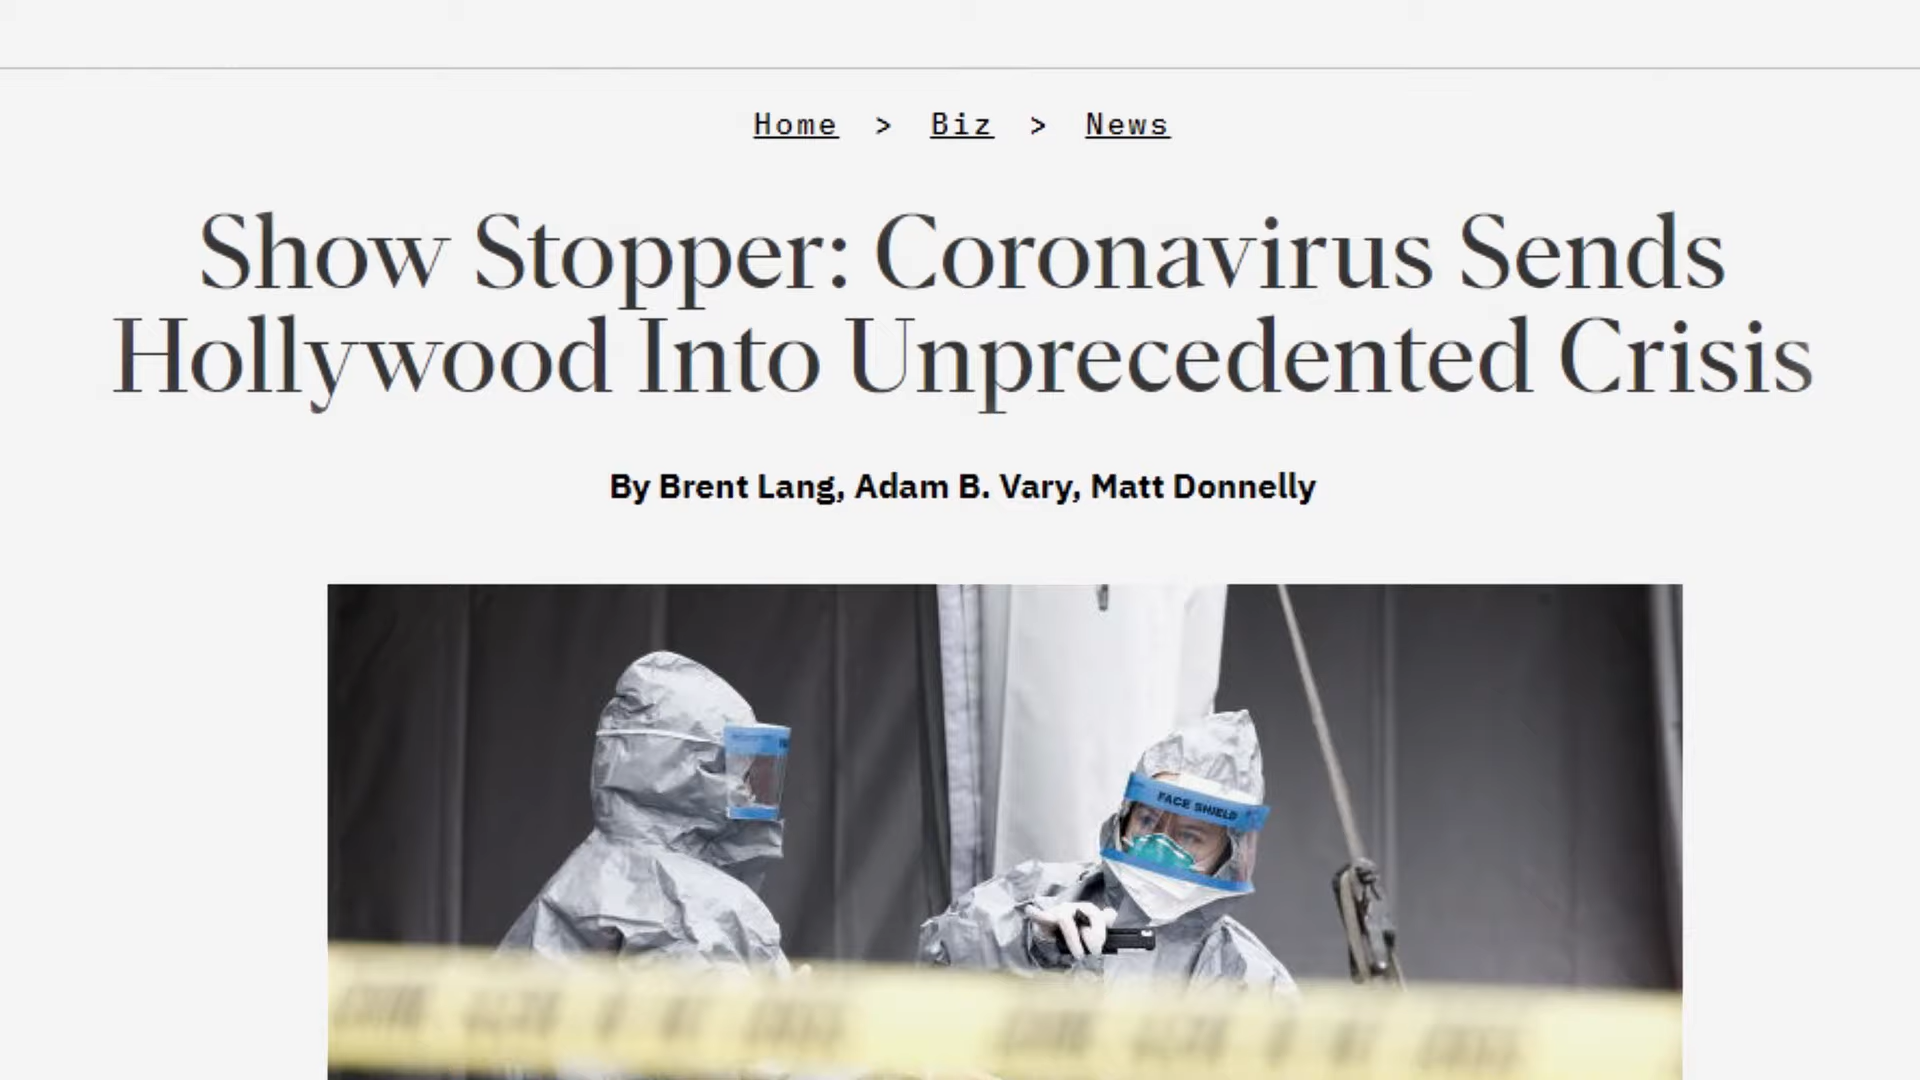 Home > Biz > News
Show Stopper: Coronavirus Sends
Hollywood Into Unprecedented Crisis
By Brent Lang, Adam B. Vary, Matt Donnelly
FACE SHIELD